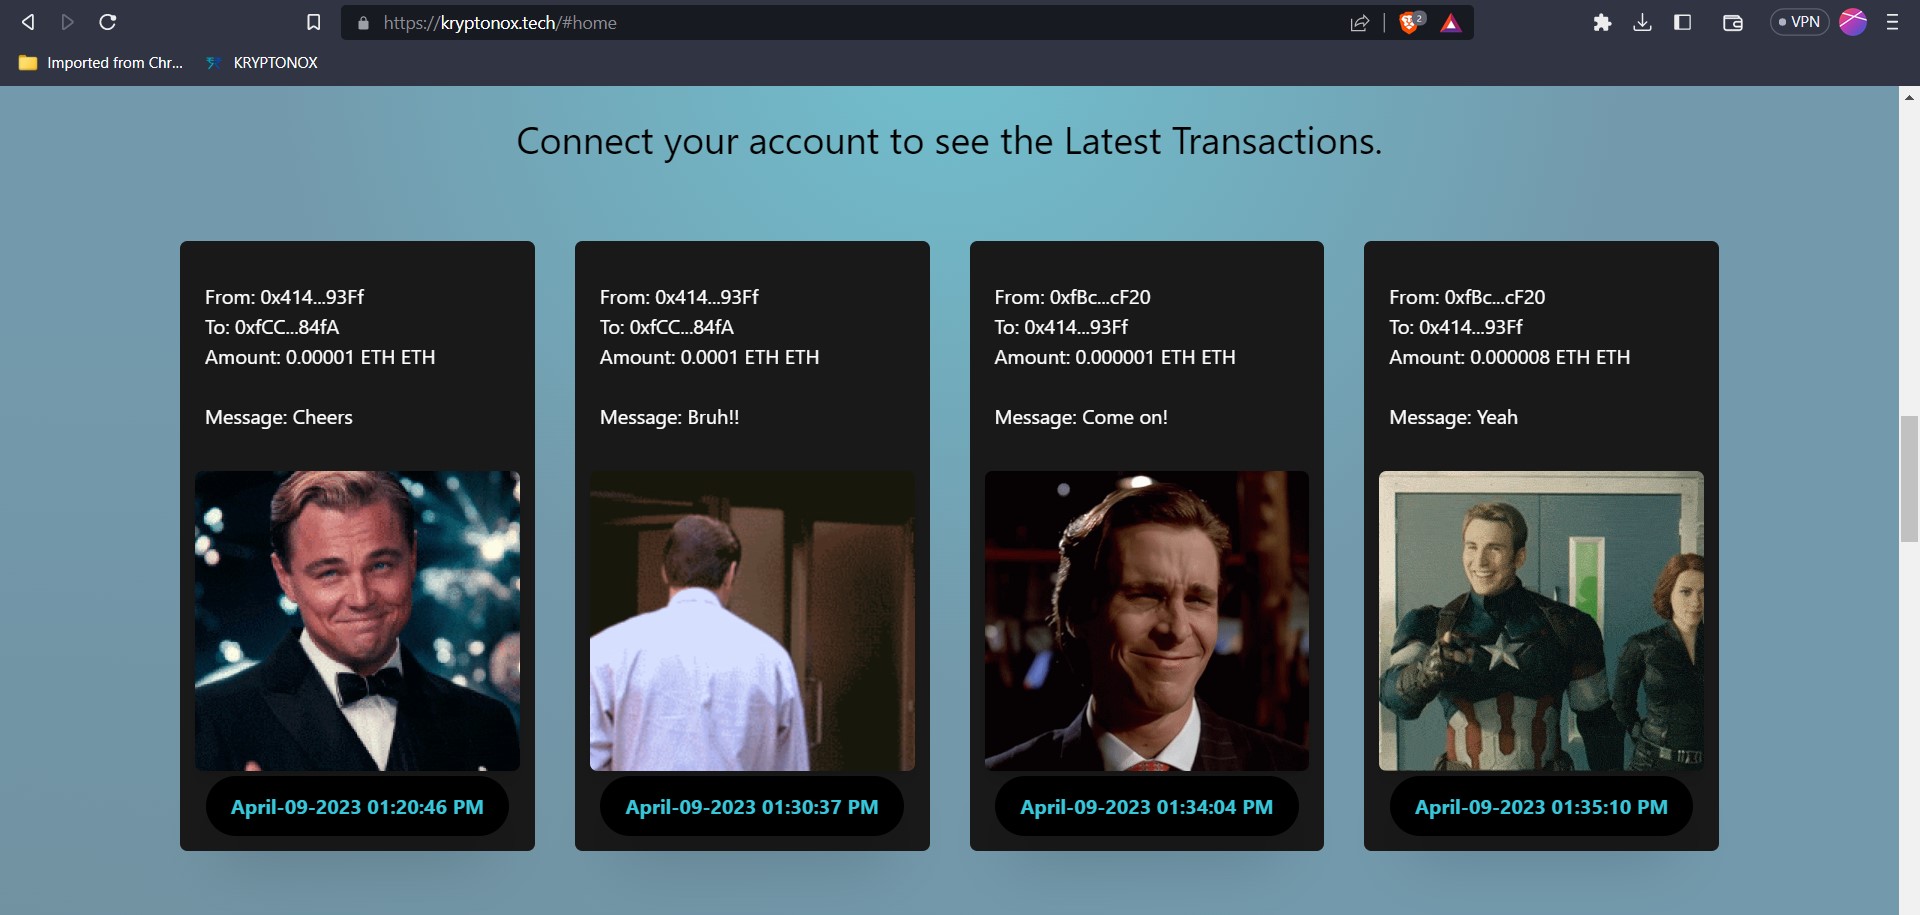 https://kryptonox.tech/#home
2
VPN
Imported from Chr...
KRYPTONOX
Connect your account to see the Latest Transactions.
From: 0x414...93Ff
To: 0xfCC...84fA
Amount: 0.00001 ETH ETH
Message: Cheers
April-09-2023 01:20:46 PM
From: 0x414...93Ff
To: 0xfCC...84fA
Amount: 0.0001 ETH ETH
Message: Bruh!!
April-09-2023 01:30:37 PM
From: 0xfBc...cF20
To: 0x414...93Ff
Amount: 0.000001 ETH ETH
Message: Come on!
April-09-2023 01:34:04 PM
From: 0xfBc...cF20
To: 0x414...93Ff
Amount: 0.000008 ETH ETH
Message: Yeah
April-09-2023 01:35:10 PM